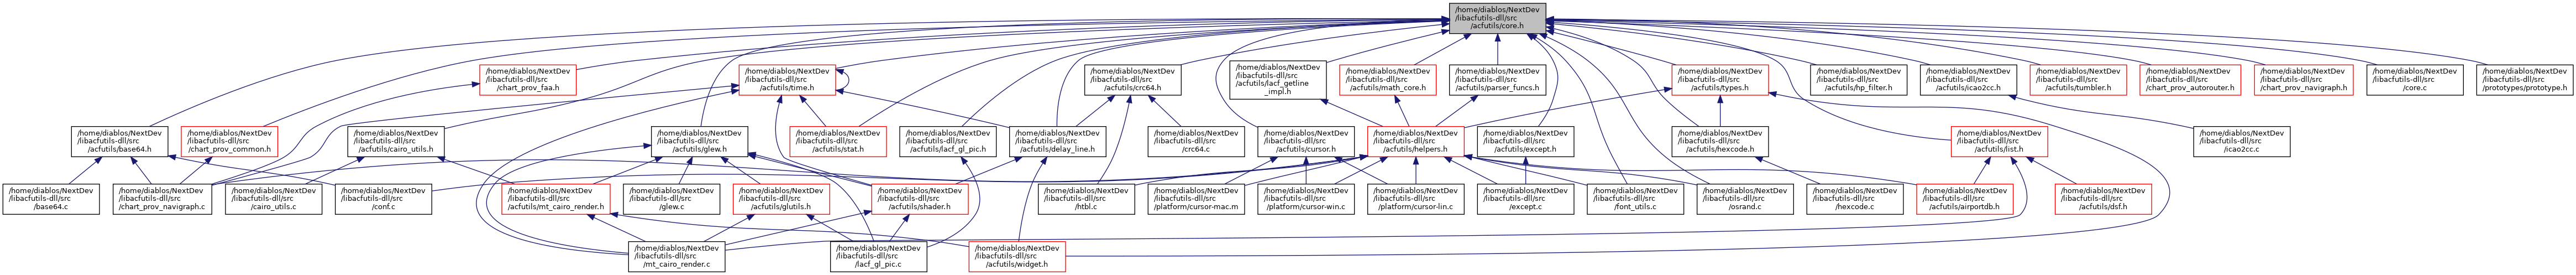 /home/diablos/NextDev
/libacfutils-dll/src
/acfutils/core.h
/home/diablos/NextDev
/libacfutils-dll/src
/chart_prov_faa.h
/home/diablos/NextDev
/libacfutils-dll/src
/acfutils/time.h
/home/diablos/NextDev
/libacfutils-dll/src
/acfutils/crc64.h
/home/diablos/NextDev
/libacfutils-dll/src
/acfutils/lacf_getline
_impl.h
/home/diablos/NextDev
/libacfutils-dll/src
/acfutils/math_core.h
/home/diablos/NextDev
/libacfutils-dll/src
/acfutils/parser_funcs.h
/home/diablos/NextDev
/libacfutils-dll/src
/acfutils/types.h
/home/diablos/NextDev
/libacfutils-dll/src
/acfutils/hp_filter.h
/home/diablos/NextDev
/libacfutils-dll/src
/acfutils/icao2cc.h
/home/diablos/NextDev
/libacfutils-dll/src
/acfutils/tumbler.h
/home/diablos/NextDev
/libacfutils-dll/src
/chart_prov_autorouter.h
/home/diablos/NextDev
/libacfutils-dll/src
/chart_prov_navigraph.h
/home/diablos/NextDev
/libacfutils-dll/src
/core.c
/home/diablos/NextDev
/libacfutils-dll/src
/prototypes/prototype.h
/home/diablos/NextDev
/libacfutils-dll/src
/acfutils/base64.h
/home/diablos/NextDev
/libacfutils-dll/src
/chart_prov_common.h
/home/diablos/NextDev
/libacfutils-dll/src
/acfutils/cairo_utils.h
/home/diablos/NextDev
/libacfutils-dll/src
/acfutils/glew.h
/home/diablos/NextDev
/libacfutils-dll/src
/acfutils/stat.h
/home/diablos/NextDev
/libacfutils-dll/src
/acfutils/lacf_gl_pic.h
/home/diablos/NextDev
/libacfutils-dll/src
/acfutils/delay_line.h
/home/diablos/NextDev
/libacfutils-dll/src
/crc64.c
/home/diablos/NextDev
/libacfutils-dll/src
/acfutils/cursor.h
/home/diablos/NextDev
/libacfutils-dll/src
/acfutils/helpers.h
/home/diablos/NextDev
/libacfutils-dll/src
/acfutils/except.h
/home/diablos/NextDev
/libacfutils-dll/src
/acfutils/hexcode.h
/home/diablos/NextDev
/libacfutils-dll/src
/acfutils/list.h
/home/diablos/NextDev
/libacfutils-dll/src
/icao2cc.c
/home/diablos/NextDev
/libacfutils-dll/src
/base64.c
/home/diablos/NextDev
/libacfutils-dll/src
/chart_prov_navigraph.c
/home/diablos/NextDev
/libacfutils-dll/src
/cairo_utils.c
/home/diablos/NextDev
/libacfutils-dll/src
/conf.c
/home/diablos/NextDev
/libacfutils-dll/src
/acfutils/mt_cairo_render.h
/home/diablos/NextDev
/libacfutils-dll/src
/glew.c
/home/diablos/NextDev
/libacfutils-dll/src
/acfutils/glutils.h
/home/diablos/NextDev
/libacfutils-dll/src
/acfutils/shader.h
/home/diablos/NextDev
/libacfutils-dll/src
/htbl.c
/home/diablos/NextDev
/libacfutils-dll/src
/platform/cursor-mac.m
/home/diablos/NextDev
/libacfutils-dll/src
/platform/cursor-win.c
/home/diablos/NextDev
/libacfutils-dll/src
/platform/cursor-lin.c
/home/diablos/NextDev
/libacfutils-dll/src
/except.c
/home/diablos/NextDev
/libacfutils-dll/src
/font_utils.c
/home/diablos/NextDev
/libacfutils-dll/src
/osrand.c
/home/diablos/NextDev
/libacfutils-dll/src
/hexcode.c
/home/diablos/NextDev
/libacfutils-dll/src
/acfutils/airportdb.h
/home/diablos/NextDev
/libacfutils-dll/src
/acfutils/dsf.h
/home/diablos/NextDev
/libacfutils-dll/src
/mt_cairo_render.c
/home/diablos/NextDev
/libacfutils-dll/src
/lacf_gl_pic.c
/home/diablos/NextDev
/libacfutils-dll/src
/acfutils/widget.h